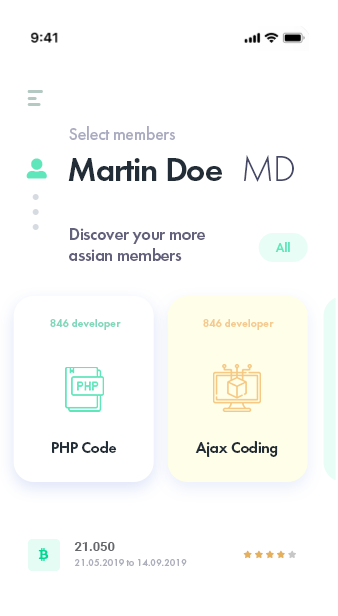 9:41
Select members
Martin Doe MD
Discover your more
assian members
All
846 developer
846 developer
PHP
PHP Code
Ajax Coding
21.050
21.05.2019 to 14.09.2019